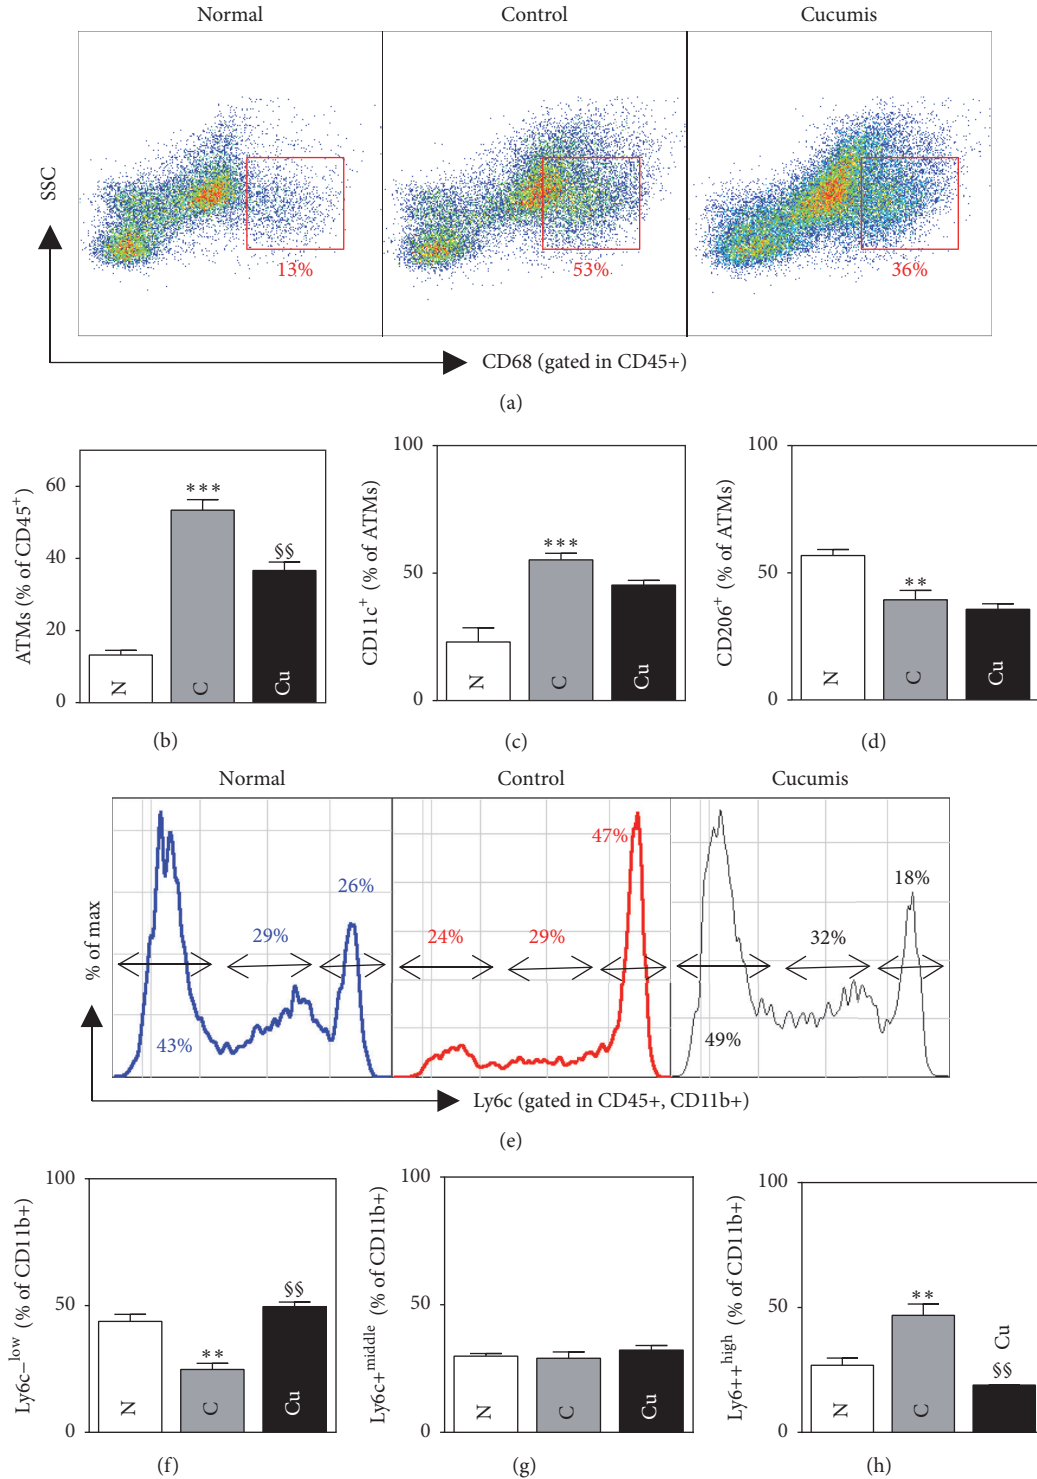 Normal Control Cucumis
SSC
13% 53% 36%
CD68 (gated in CD45+)
(a)
ATMs (% of CD45⁺)
60
40
20
0
***
§§
N C Cu
(b)
CD11c⁺ (% of ATMs)
100
50
0
***
N C Cu
(c)
CD206⁺ (% of ATMs)
100
50
0
**
N C Cu
(d)
Normal Control Cucumis
% of max
43% 29% 26%
24% 29% 47%
49% 32% 18%
Ly6c (gated in CD45+, CD11b+)
(e)
Ly6c−ˡᵒʷ (% of CD11b+)
100
50
0
**
§§
N C Cu
(f)
Ly6c+ᵐⁱᵈᵈˡᵉ (% of CD11b+)
100
50
0
N C Cu
(g)
Ly6++ʰⁱᵍʰ (% of CD11b+)
100
50
0
**
§§
N C Cu
(h)